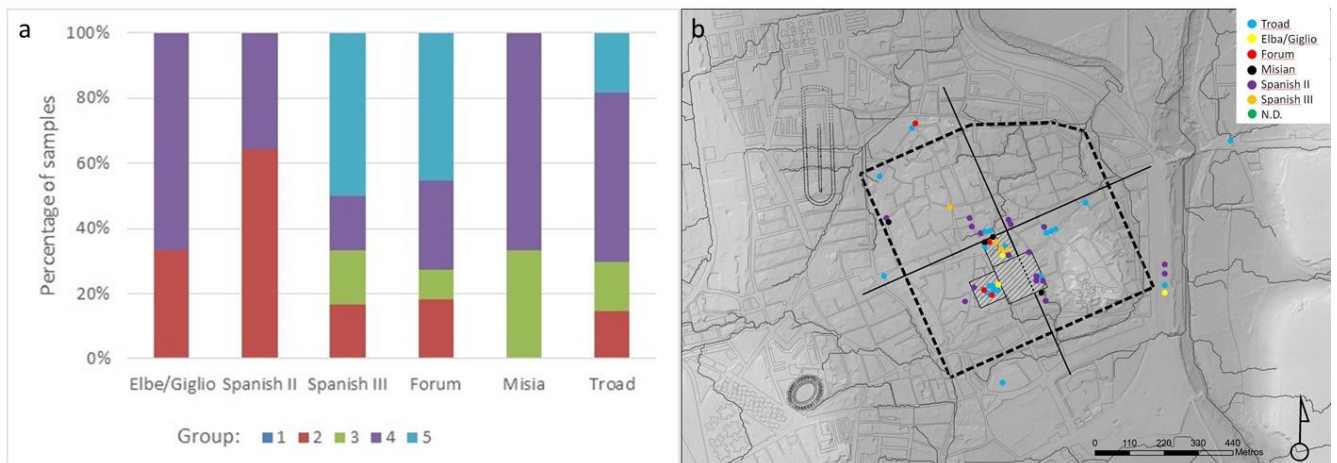 a
100%
80%
60%
40%
20%
0%
Percentage of samples
Elbe/Giglio Spanish II Spanish III Forum Misia Troad
Group: 1 2 3 4 5
b
Troad
Elba/Giglio
Forum
Misian
Spanish II
Spanish III
N.D.
0 110 220 330 440
Metros